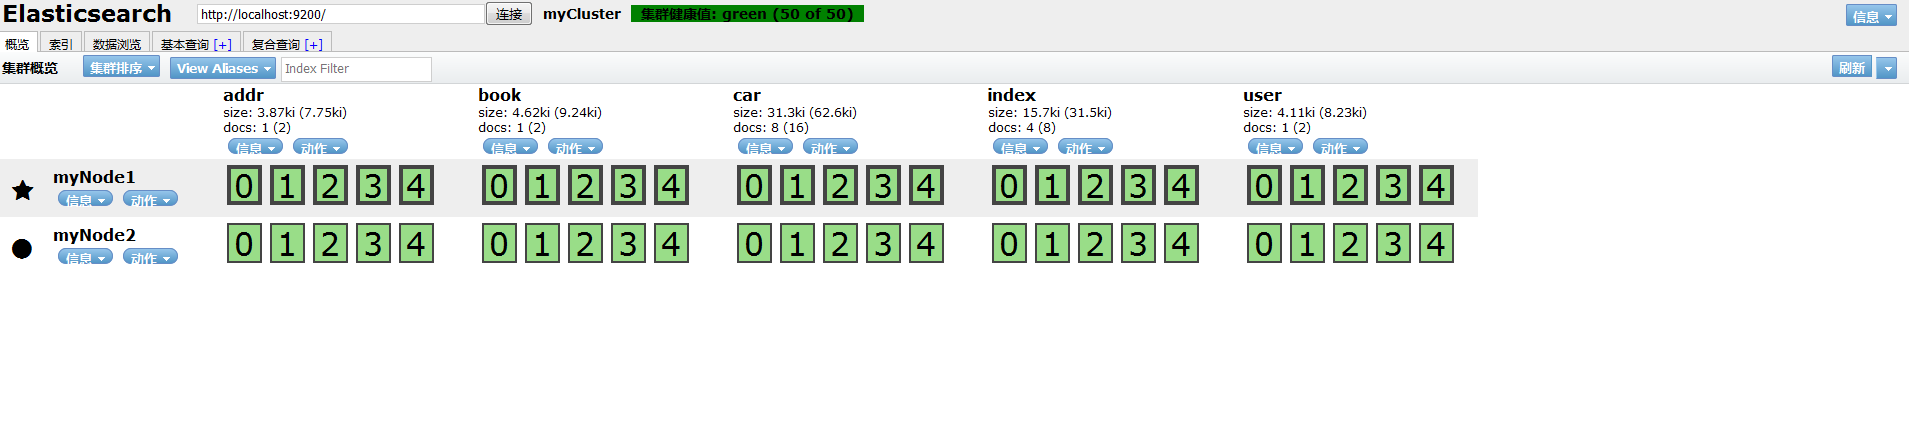 Elasticsearch http://localhost:9200/ 连接 myCluster 集群健康值: green (50 of 50) 信息
概览 索引 数据浏览 基本查询 [+] 复合查询 [+]
集群概览 集群排序 View Aliases Index Filter 刷新
addr book car index user
size: 3.87ki (7.75ki) size: 4.62ki (9.24ki) size: 31.3ki (62.6ki) size: 15.7ki (31.5ki) size: 4.11ki (8.23ki)
docs: 1 (2) docs: 1 (2) docs: 8 (16) docs: 4 (8) docs: 1 (2)
信息 动作 信息 动作 信息 动作 信息 动作 信息 动作
myNode1 0 1 2 3 4 0 1 2 3 4 0 1 2 3 4 0 1 2 3 4 0 1 2 3 4
信息 动作
myNode2 0 1 2 3 4 0 1 2 3 4 0 1 2 3 4 0 1 2 3 4 0 1 2 3 4
信息 动作